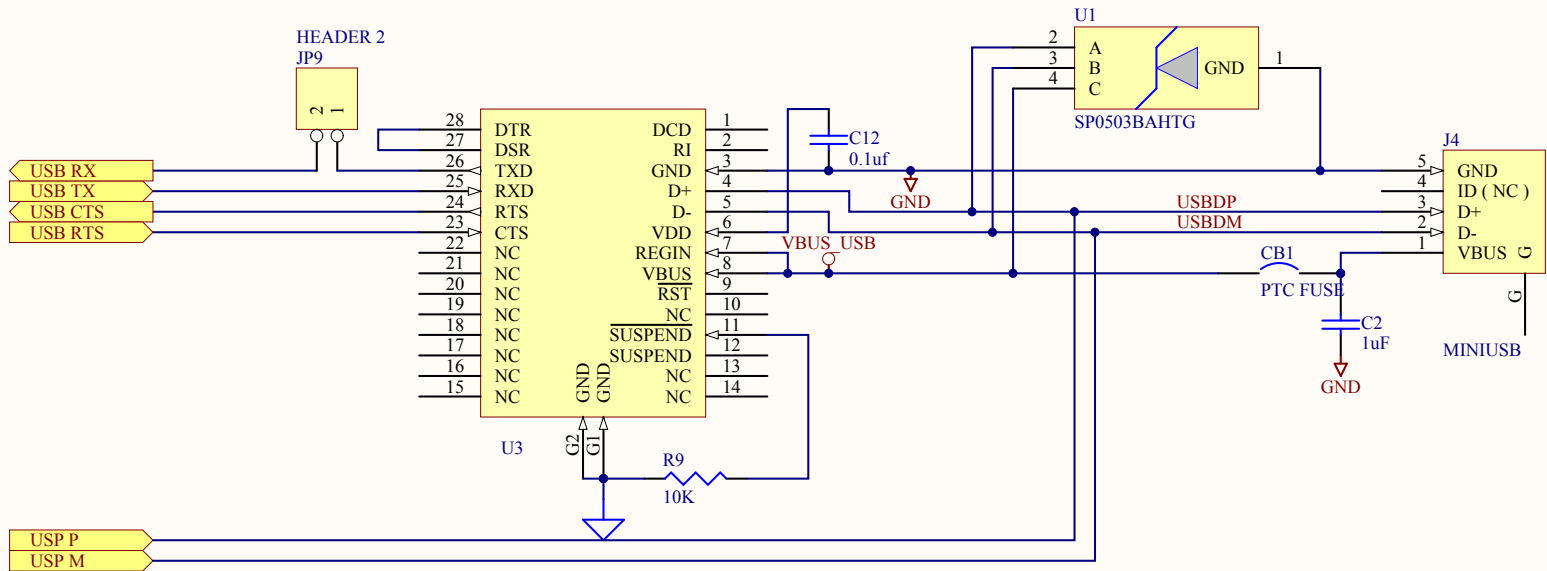 HEADER 2
JP9
2
1
U1
2
A
3
B
4
C
GND
1
SP0503BAHTG
28
DTR
27
DSR
26
TXD
25
RXD
24
RTS
23
CTS
22
NC
21
NC
20
NC
19
NC
18
NC
17
NC
16
NC
15
NC
DCD
1
RI
2
GND
3
D+
4
D-
5
VDD
6
REGIN
7
VBUS
8
RST
9
NC
10
SUSPEND
11
SUSPEND
12
NC
13
NC
14
GND
GND
G2
G1
U3
USB RX
USB TX
USB CTS
USB RTS
C12
0.1uf
GND
VBUS_USB
USBDP
USBDM
CB1
PTC FUSE
C2
1uF
GND
J4
5
GND
4
ID ( NC )
3
D+
2
D-
1
VBUS
G
G
MINIUSB
R9
10K
USP P
USP M